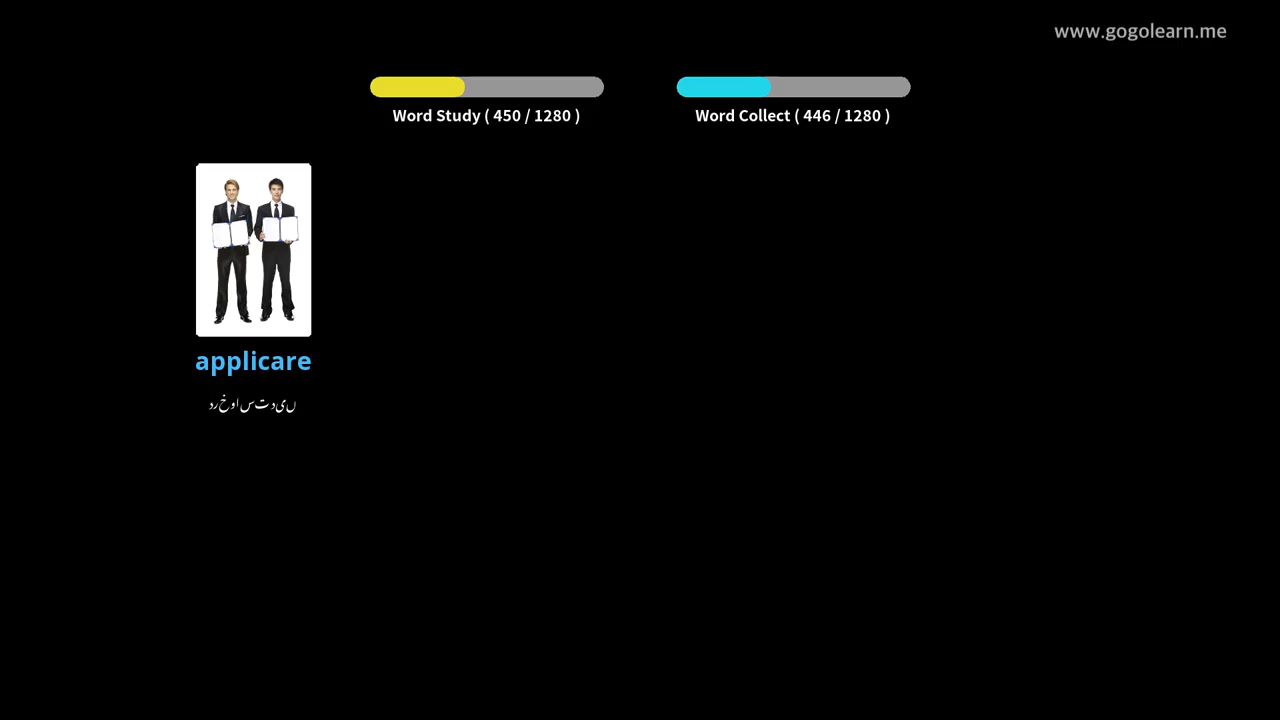 www.gogolearn.me
Word Study ( 450 / 1280 )
Word Collect ( 446 / 1280 )
applicare
درخواست دیں